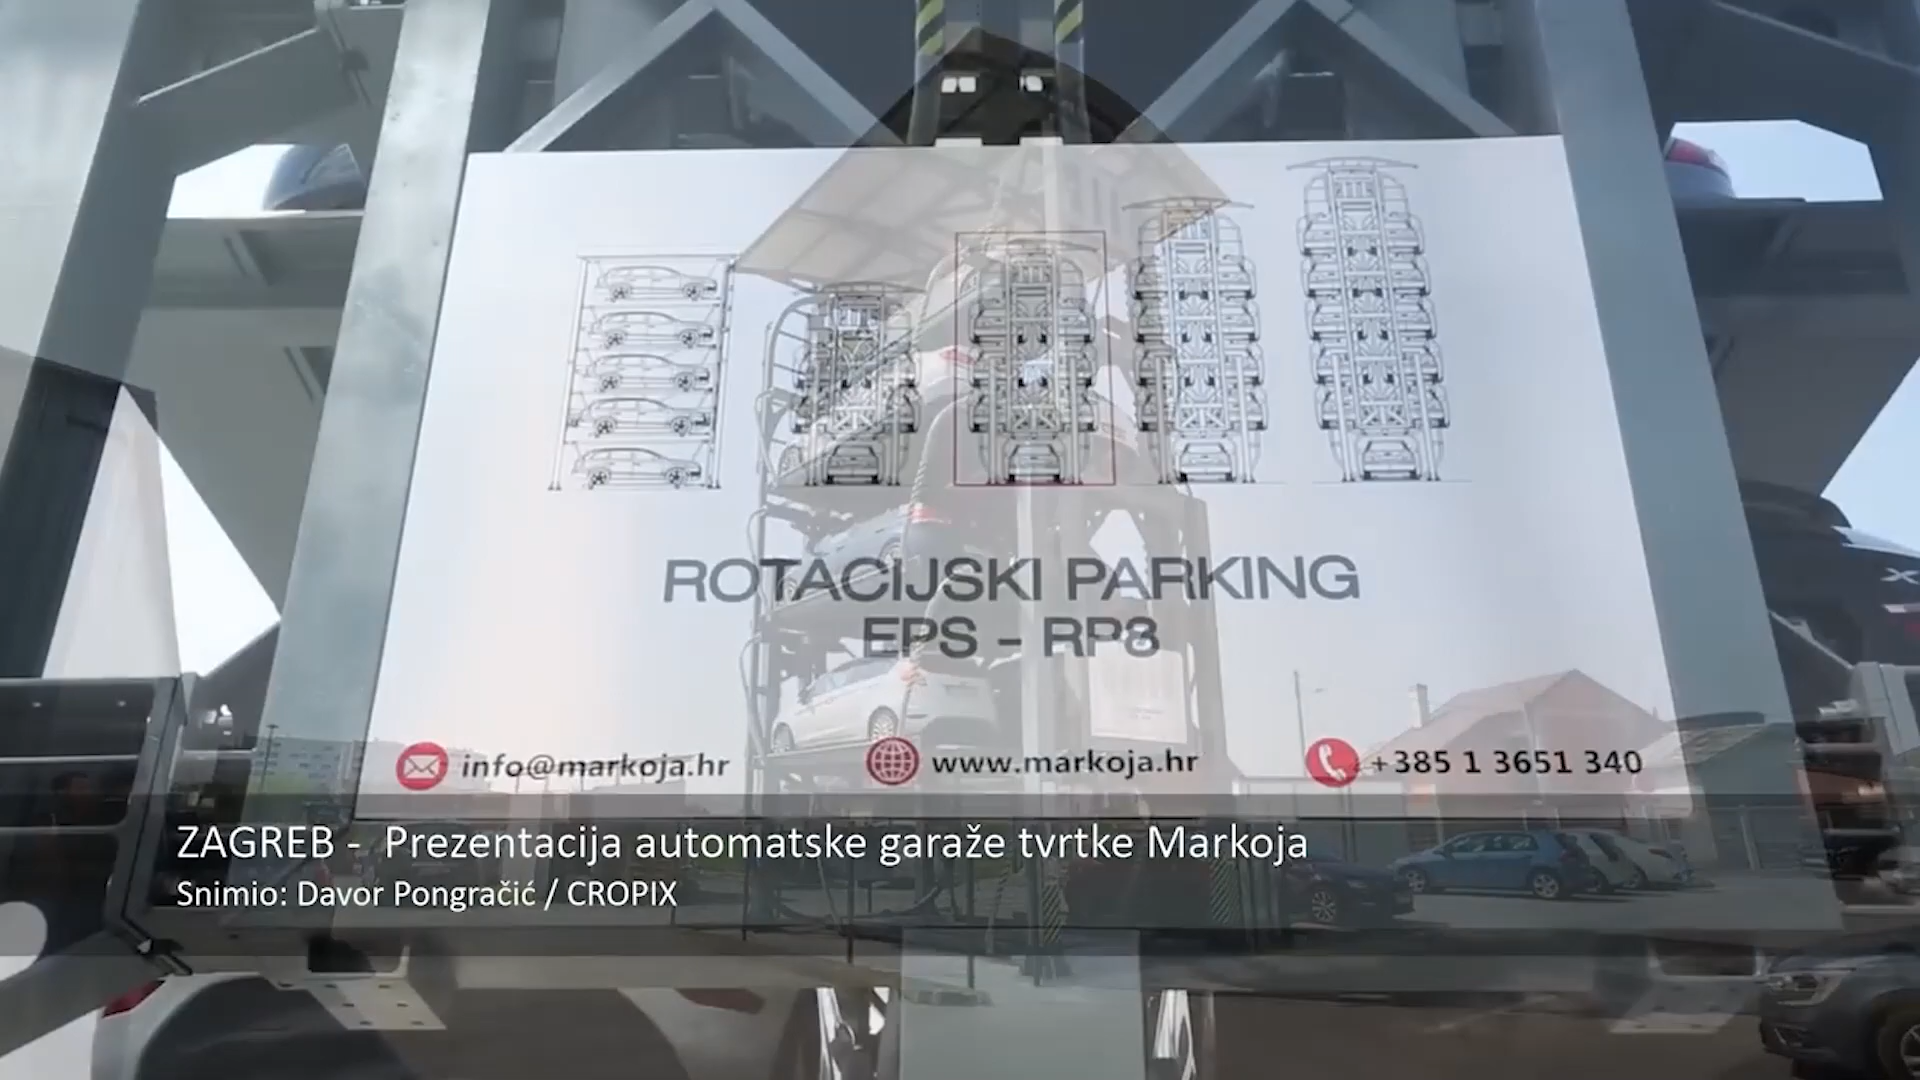 ROTACIJSKI PARKING
EPS - RP8
info@markoja.hr
www.markoja.hr
+385 1 3651 340
ZAGREB - Prezentacija automatske garaže tvrtke Markoja
Snimio: Davor Pongračić / CROPIX